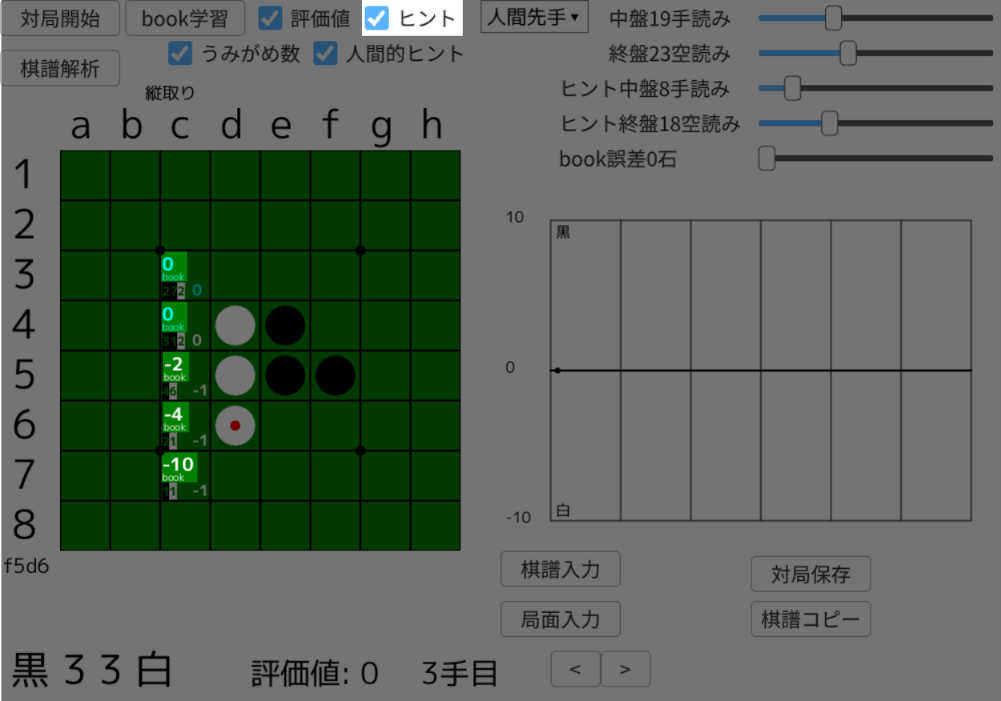 対局開始 book学習 評価値 ヒント 人間先手▾ 中盤19手読み
棋譜解析 うみがめ数 人間的ヒント 終盤23空読み
縦取り ヒント中盤8手読み
a b c d e f g h ヒント終盤18空読み
book誤差0石
1
2
10
黒
3 0
book
272 0
4 0
book
312 0
5 -2
book
46 -1
0
6 -4
book
21 -1
7 -10
book
11 -1
8
白
-10
f5d6
棋譜入力 対局保存
局面入力 棋譜コピー
黒 3 3 白 評価値: 0 3手目 < >